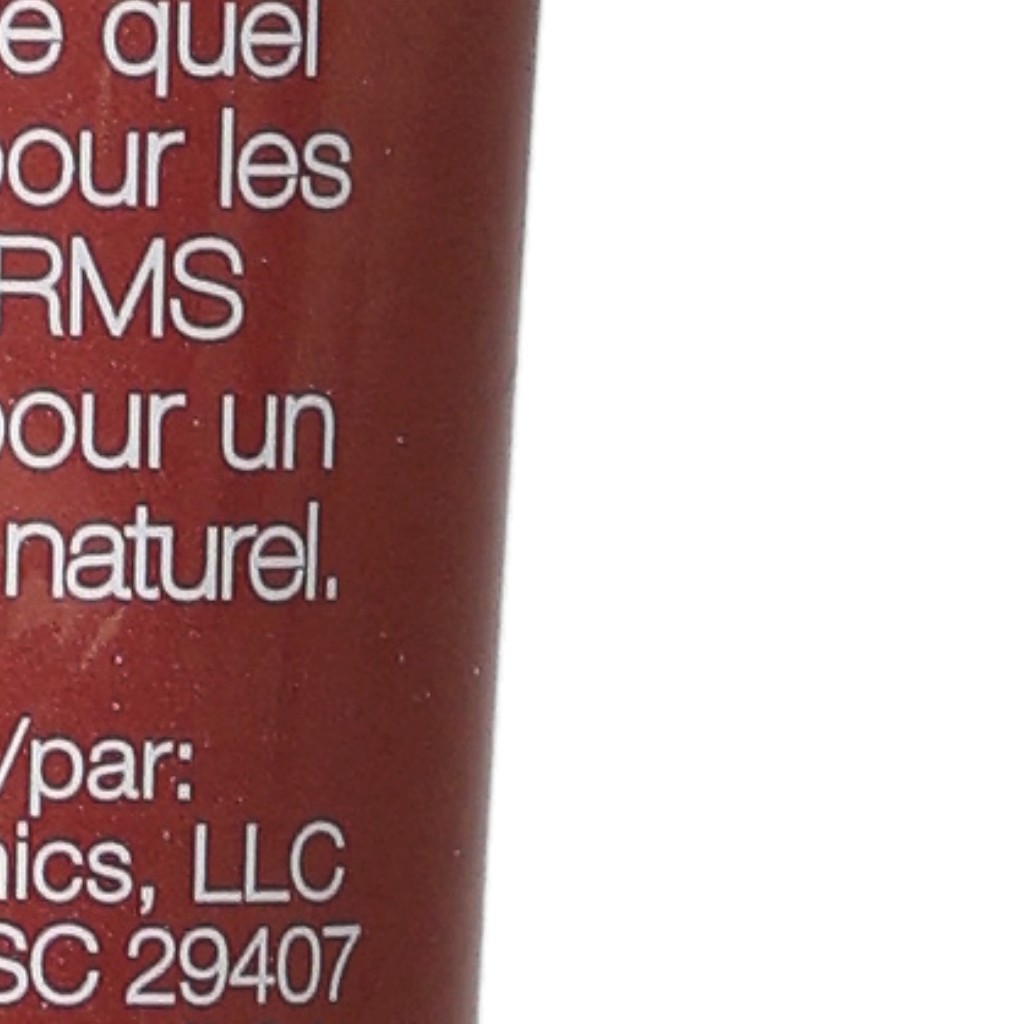 e quel
pour les
RMS
pour un
naturel.
/par:
nics, LLC
SC 29407